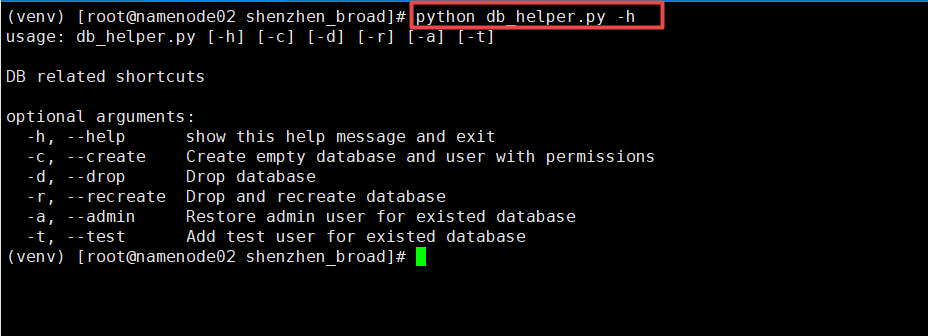 (venv) [root@namenode02 shenzhen_broad]# python db_helper.py -h
usage: db_helper.py [-h] [-c] [-d] [-r] [-a] [-t]
DB related shortcuts
optional arguments:
-h, --help show this help message and exit
-c, --create Create empty database and user with permissions
-d, --drop Drop database
-r, --recreate Drop and recreate database
-a, --admin Restore admin user for existed database
-t, --test Add test user for existed database
(venv) [root@namenode02 shenzhen_broad]#